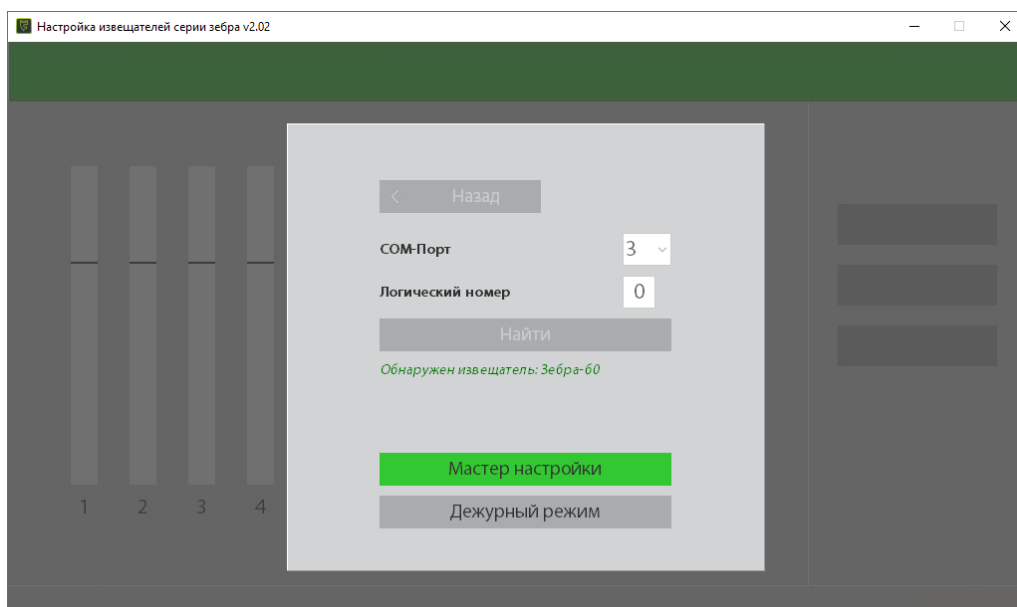 Настройка извещателей серии зебра v2.02
Назад
COM-Порт 3
Логический номер 0
Найти
Обнаружен извещатель: Зебра-60
Мастер настройки
Дежурный режим
1 2 3 4